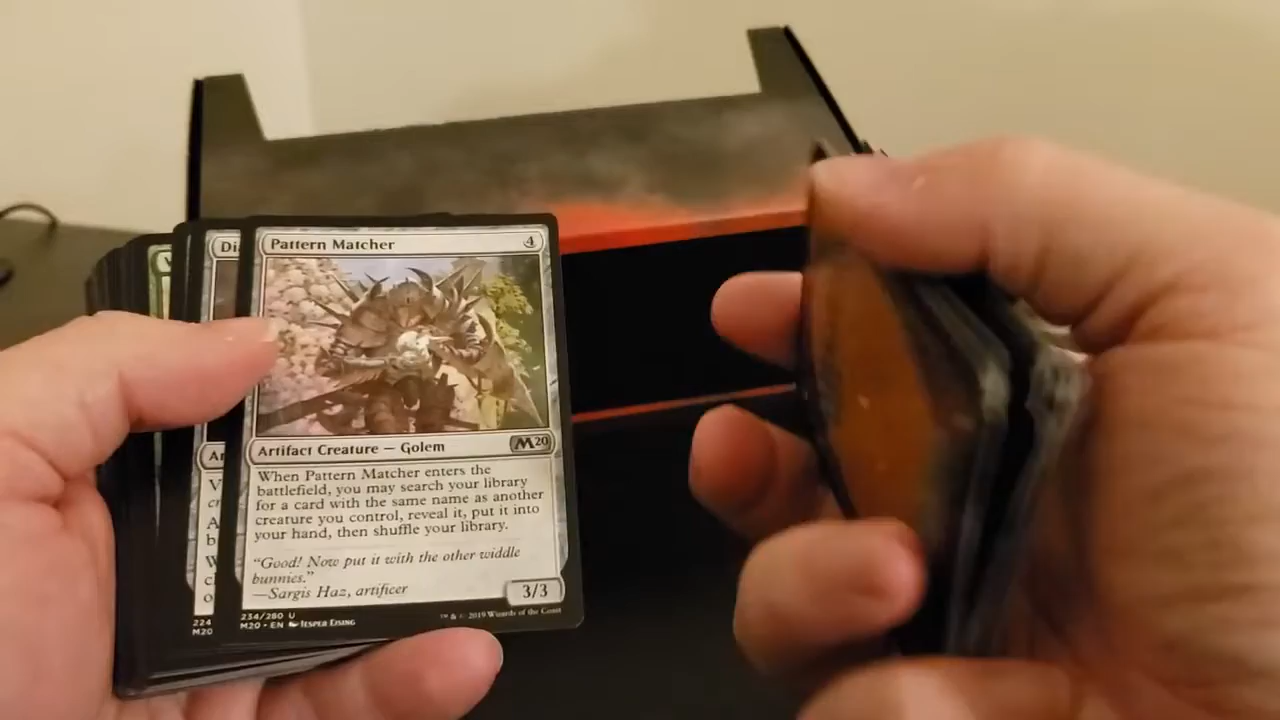 Pattern Matcher 4
Artifact Creature — Golem M20
When Pattern Matcher enters the
battlefield, you may search your library
for a card with the same name as another
creature you control, reveal it, put it into
your hand, then shuffle your library.
“Good! Now put it with the other widdle
bunnies.”
—Sargis Haz, artificer
3/3
234/280 U
M20 • EN Jesper Ejsing
™ & © 2019 Wizards of the Coast
Di
Ar
V
A
b
W
cl
o
224
M20